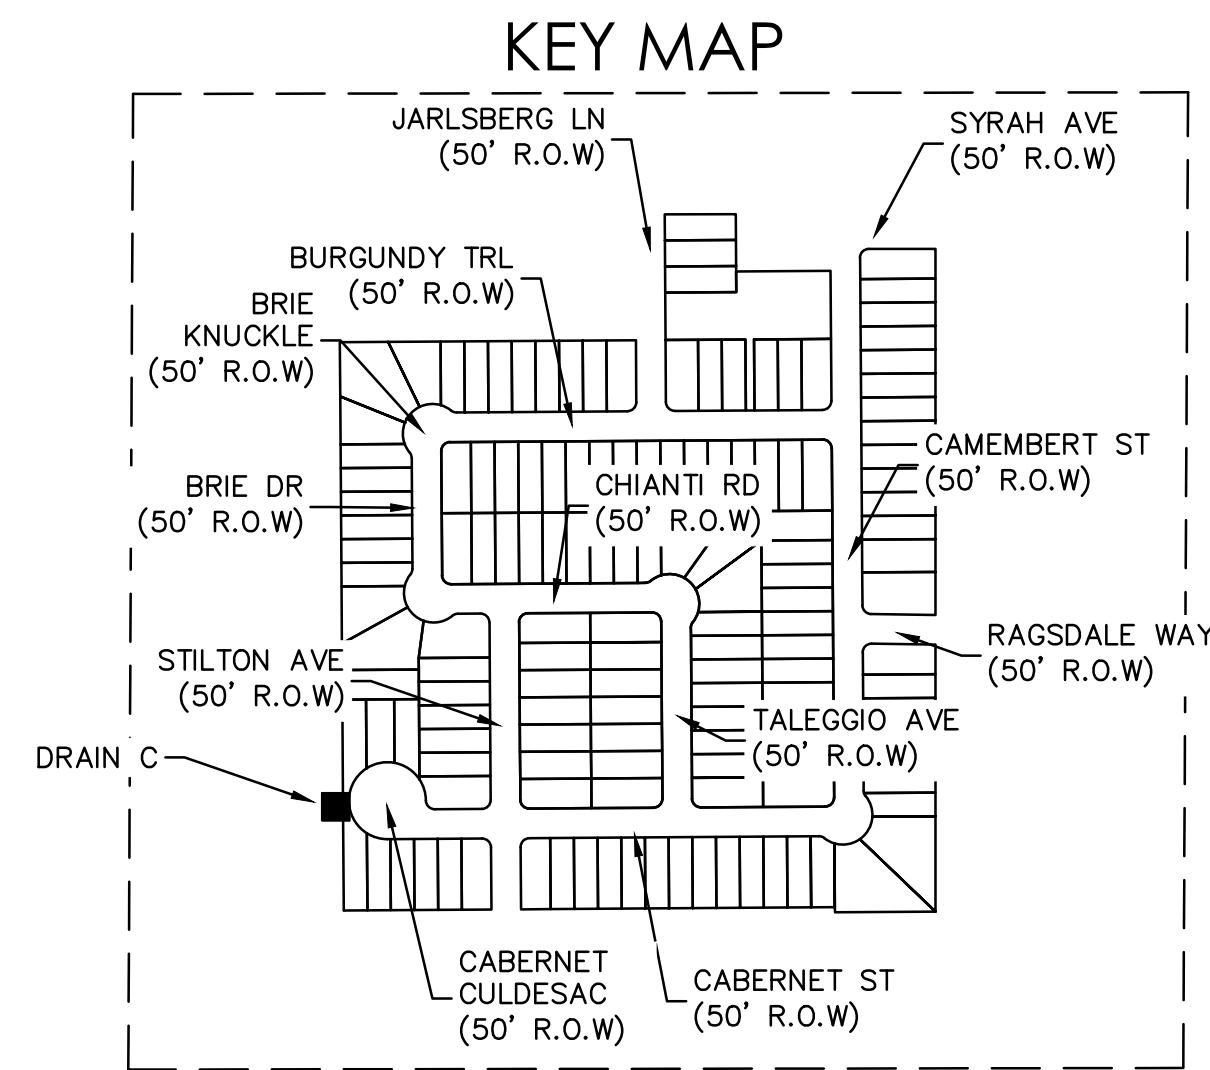 KEY MAP
JARLSBERG LN
(50' R.O.W)
SYRAH AVE
(50' R.O.W)
BURGUNDY TRL
(50' R.O.W)
BRIE
KNUCKLE
(50' R.O.W)
CAMEMBERT ST
(50' R.O.W)
CHIANTI RD
(50' R.O.W)
BRIE DR
(50' R.O.W)
RAGSDALE WAY
(50' R.O.W)
STILTON AVE
(50' R.O.W)
TALEGGIO AVE
(50' R.O.W)
DRAIN C
CABERNET
CULDESAC
(50' R.O.W)
CABERNET ST
(50' R.O.W)